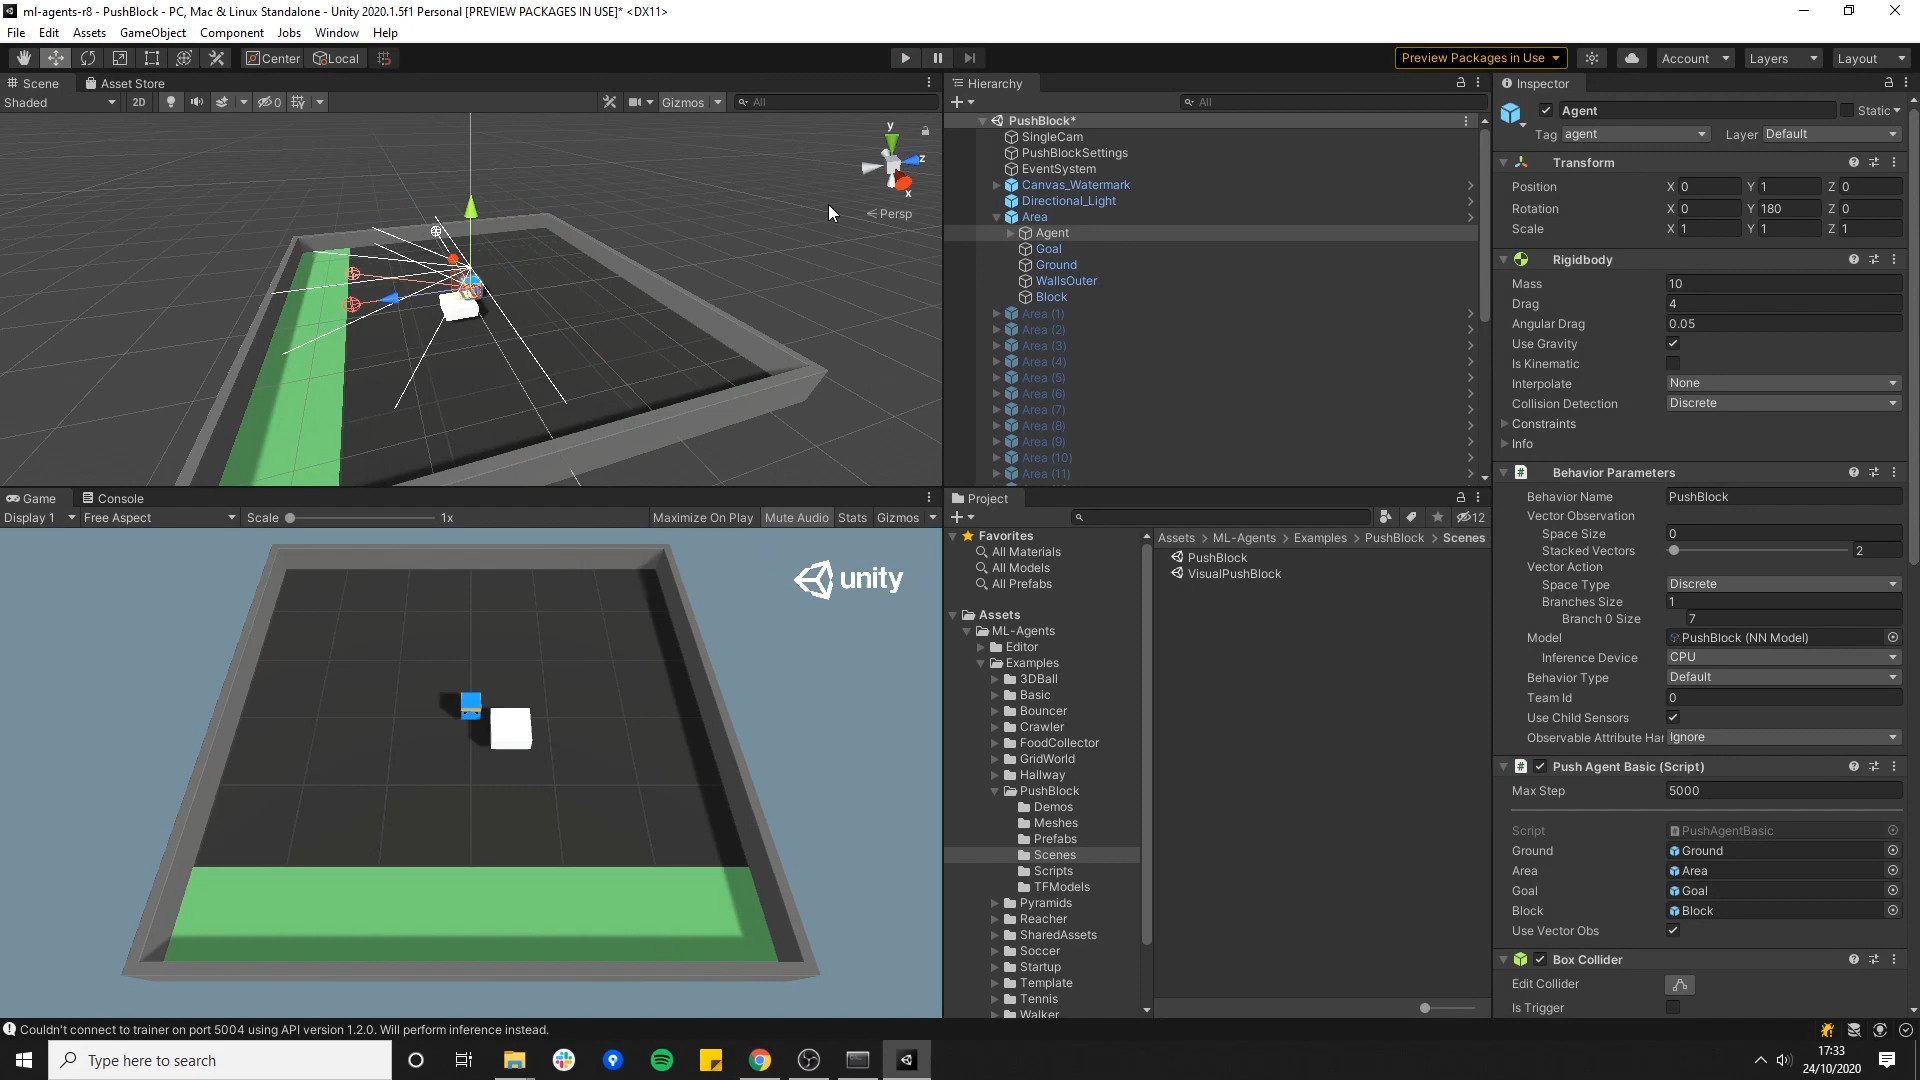 ml-agents-r8 - PushBlock - PC, Mac & Linux Standalone - Unity 2020.1.5f1 Personal [PREVIEW PACKAGES IN USE]* <DX11>
File Edit Assets GameObject Component Jobs Window Help
Center Local Preview Packages in Use Account Layers Layout
Scene Asset Store
Shaded 2D 0 Gizmos All
y
z
x
Persp
Game Console
Display 1 Free Aspect Scale 1x Maximize On Play Mute Audio Stats Gizmos
unity
Hierarchy
All
PushBlock*
SingleCam
PushBlockSettings
EventSystem
Canvas_Watermark
Directional_Light
Area
Agent
Goal
Ground
WallsOuter
Block
Area (1)
Area (2)
Area (3)
Area (4)
Area (5)
Area (6)
Area (7)
Area (8)
Area (9)
Area (10)
Area (11)
Project
12
Favorites
All Materials
All Models
All Prefabs
Assets
ML-Agents
Editor
Examples
3DBall
Basic
Bouncer
Crawler
FoodCollector
GridWorld
Hallway
PushBlock
Demos
Meshes
Prefabs
Scenes
Scripts
TFModels
Pyramids
Reacher
SharedAssets
Soccer
Startup
Template
Tennis
Walker
Assets > ML-Agents > Examples > PushBlock > Scenes
PushBlock
VisualPushBlock
Inspector
Agent Static
Tag agent Layer Default
Transform
Position X 0 Y 1 Z 0
Rotation X 0 Y 180 Z 0
Scale X 1 Y 1 Z 1
Rigidbody
Mass 10
Drag 4
Angular Drag 0.05
Use Gravity
Is Kinematic
Interpolate None
Collision Detection Discrete
Constraints
Info
Behavior Parameters
Behavior Name PushBlock
Vector Observation
Space Size 0
Stacked Vectors 2
Vector Action
Space Type Discrete
Branches Size 1
Branch 0 Size 7
Model PushBlock (NN Model)
Inference Device CPU
Behavior Type Default
Team Id 0
Use Child Sensors
Observable Attribute Har Ignore
Push Agent Basic (Script)
Max Step 5000
Script PushAgentBasic
Ground Ground
Area Area
Goal Goal
Block Block
Use Vector Obs
Box Collider
Edit Collider
Is Trigger
Couldn't connect to trainer on port 5004 using API version 1.2.0. Will perform inference instead.
Type here to search
17:33
24/10/2020